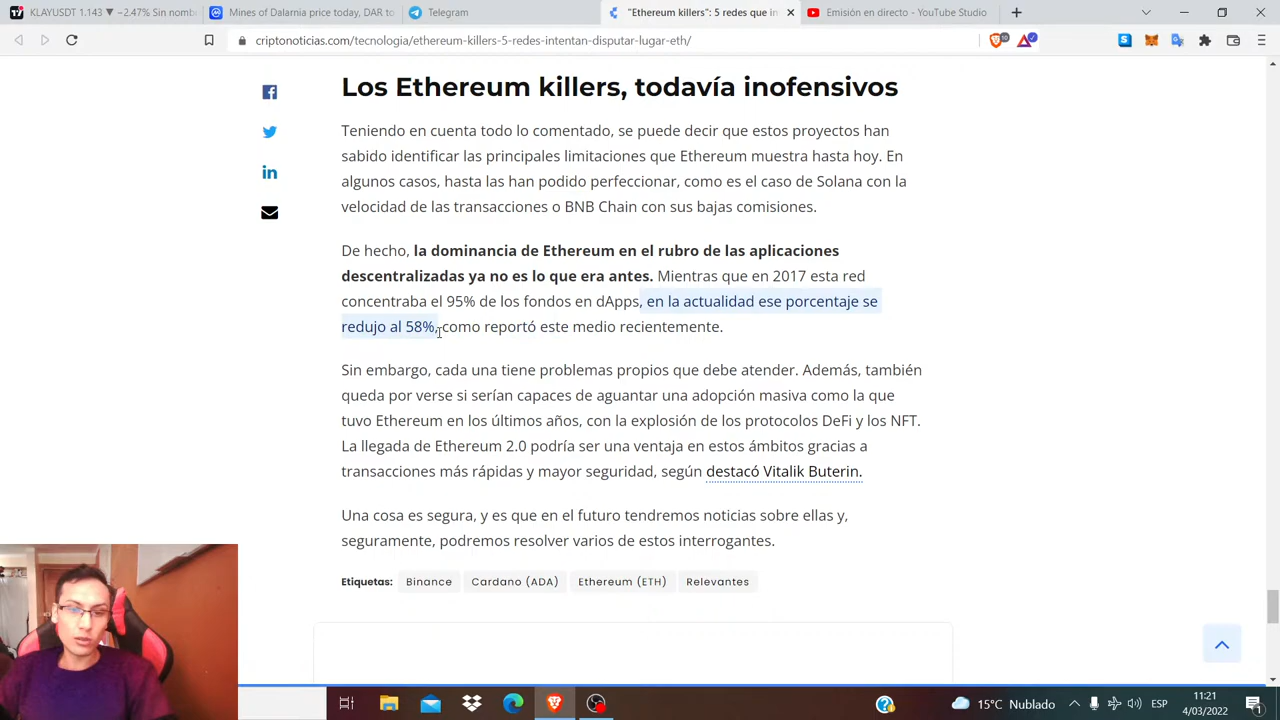 KLAYUSDT 1.143 ▼ −2.47% Sin nomb
Mines of Dalarnia price today, DAR to
Telegram
"Ethereum killers": 5 redes que in
Emisión en directo - YouTube Studio
criptonoticias.com/tecnologia/ethereum-killers-5-redes-intentan-disputar-lugar-eth/
Los Ethereum killers, todavía inofensivos
Teniendo en cuenta todo lo comentado, se puede decir que estos proyectos han
sabido identificar las principales limitaciones que Ethereum muestra hasta hoy. En
algunos casos, hasta las han podido perfeccionar, como es el caso de Solana con la
velocidad de las transacciones o BNB Chain con sus bajas comisiones.
De hecho, la dominancia de Ethereum en el rubro de las aplicaciones
descentralizadas ya no es lo que era antes. Mientras que en 2017 esta red
concentraba el 95% de los fondos en dApps, en la actualidad ese porcentaje se
redujo al 58%, como reportó este medio recientemente.
Sin embargo, cada una tiene problemas propios que debe atender. Además, también
queda por verse si serían capaces de aguantar una adopción masiva como la que
tuvo Ethereum en los últimos años, con la explosión de los protocolos DeFi y los NFT.
La llegada de Ethereum 2.0 podría ser una ventaja en estos ámbitos gracias a
transacciones más rápidas y mayor seguridad, según destacó Vitalik Buterin.
Una cosa es segura, y es que en el futuro tendremos noticias sobre ellas y,
seguramente, podremos resolver varios de estos interrogantes.
Etiquetas: Binance Cardano (ADA) Ethereum (ETH) Relevantes
15°C Nublado
ESP
11:21
4/03/2022